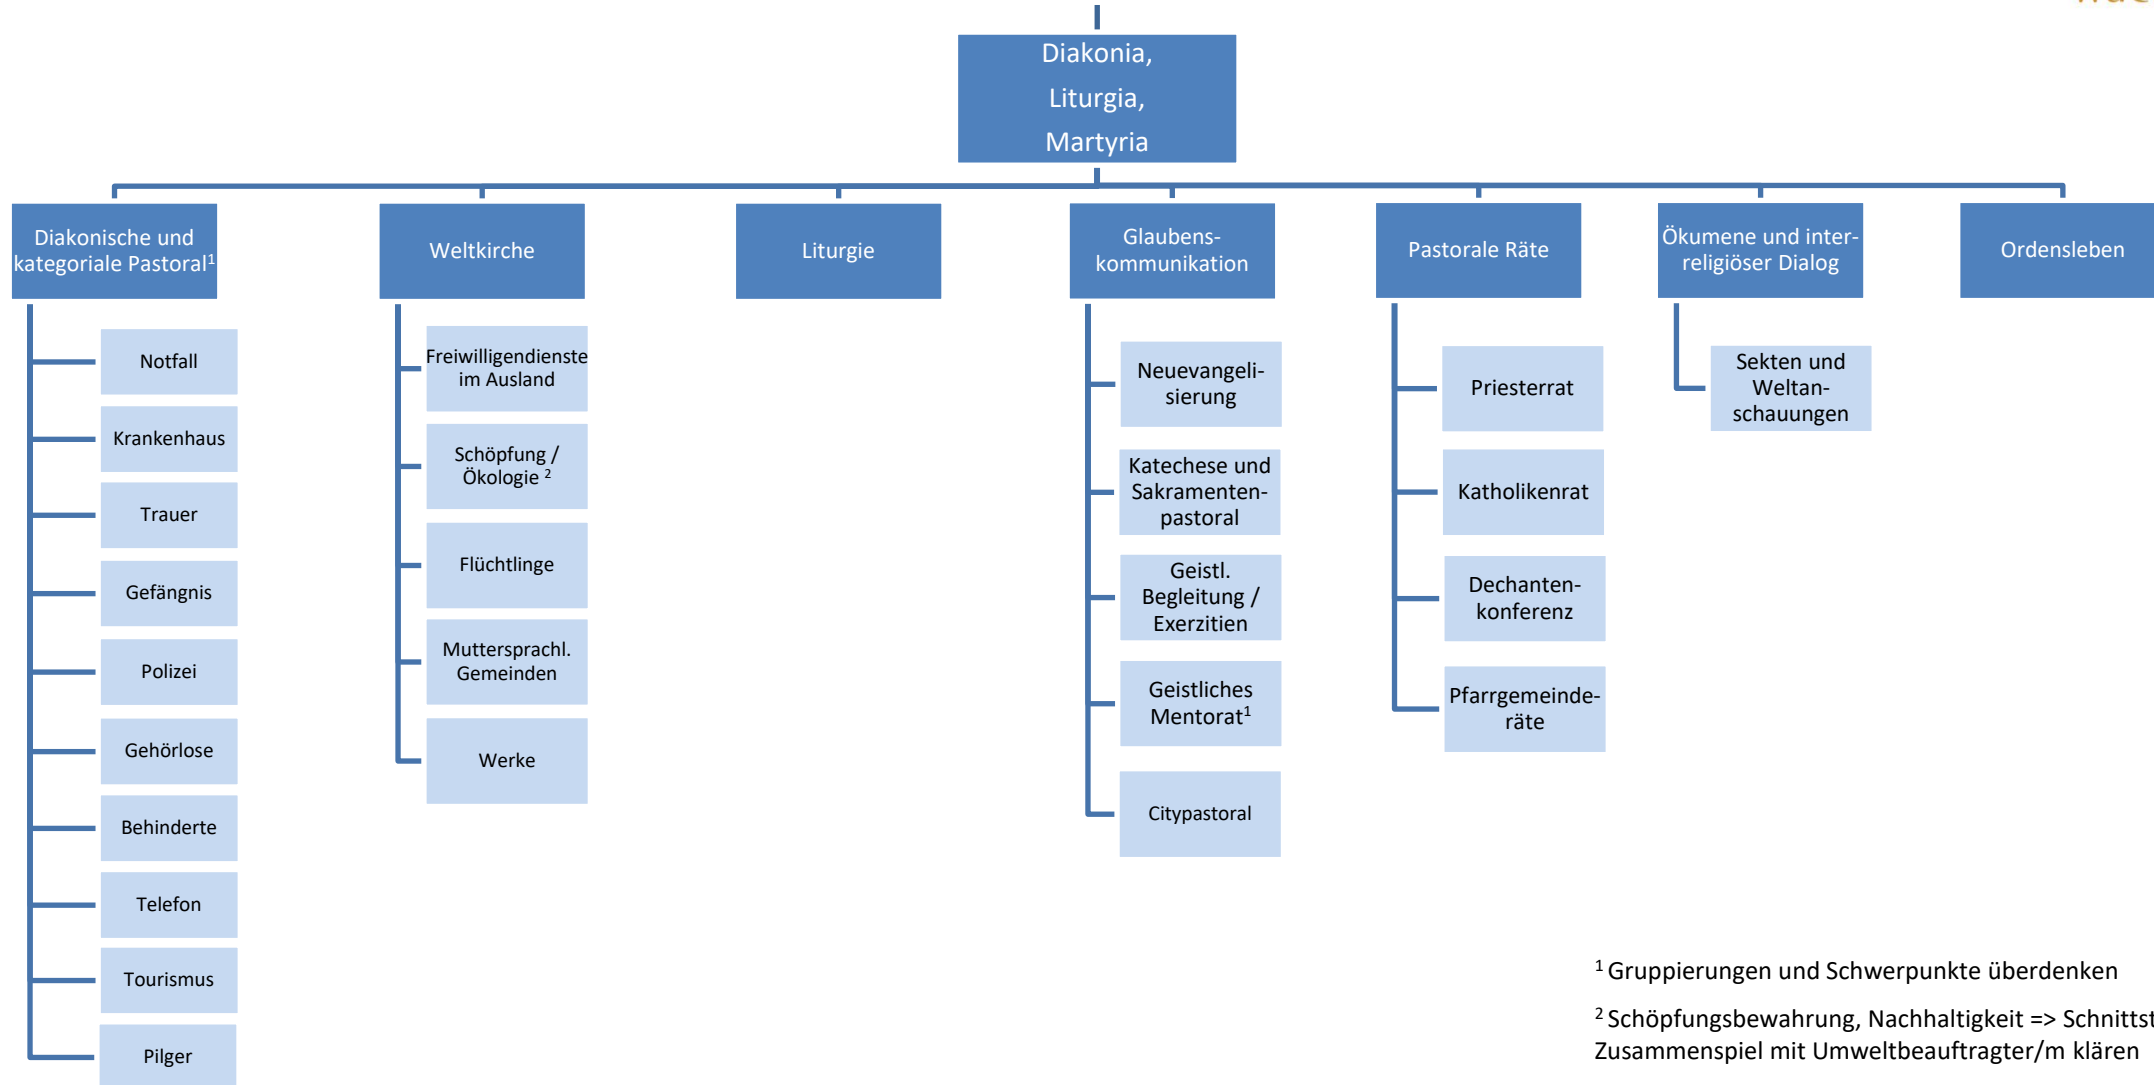 Diakonia,
Liturgia,
Martyria
Diakonische und
kategoriale Pastoral¹
Weltkirche
Liturgie
Glaubens-
kommunikation
Pastorale Räte
Ökumene und inter-
religiöser Dialog
Ordensleben
Notfall
Krankenhaus
Trauer
Gefängnis
Polizei
Gehörlose
Behinderte
Telefon
Tourismus
Pilger
Freiwilligendienste
im Ausland
Schöpfung /
Ökologie ²
Flüchtlinge
Muttersprachl.
Gemeinden
Werke
Neuevangeli-
sierung
Katechese und
Sakramenten-
pastoral
Geistl.
Begleitung /
Exerzitien
Geistliches
Mentorat¹
Citypastoral
Priesterrat
Katholikenrat
Dechanten-
konferenz
Pfarrgemeinde-
räte
Sekten und
Weltan-
schauungen
¹ Gruppierungen und Schwerpunkte überdenken
² Schöpfungsbewahrung, Nachhaltigkeit => Schnittst
Zusammenspiel mit Umweltbeauftragter/m klären